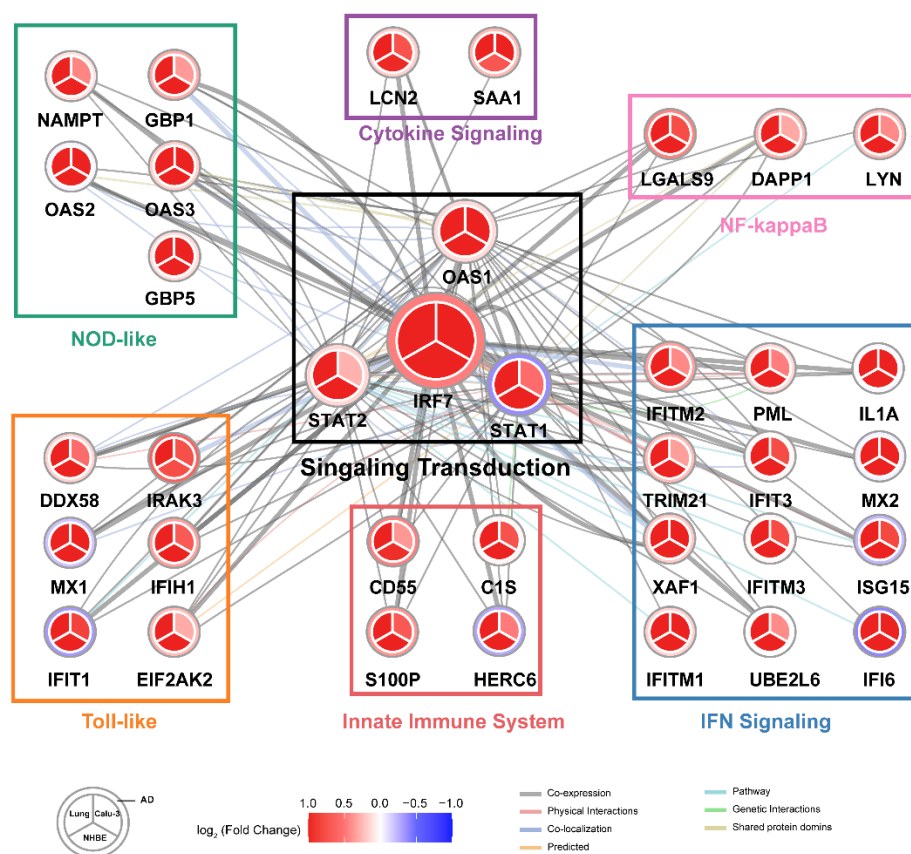 LCN2 SAA1
Cytokine Signaling
NAMPT GBP1
OAS2 OAS3
GBP5
NOD-like
LGALS9 DAPP1 LYN
NF-kappaB
OAS1
IRF7
STAT2 STAT1
Singaling Transduction
DDX58 IRAK3
MX1 IFIH1
IFIT1 EIF2AK2
Toll-like
CD55 C1S
S100P HERC6
Innate Immune System
IFITM2 PML IL1A
TRIM21 IFIT3 MX2
XAF1 IFITM3 ISG15
IFITM1 UBE2L6 IFI6
IFN Signaling
AD
Lung Calu-3
NHBE
1.0 0.5 0.0 −0.5 −1.0
log2 (Fold Change)
Co-expression
Physical Interactions
Co-localization
Predicted
Pathway
Genetic Interactions
Shared protein domins